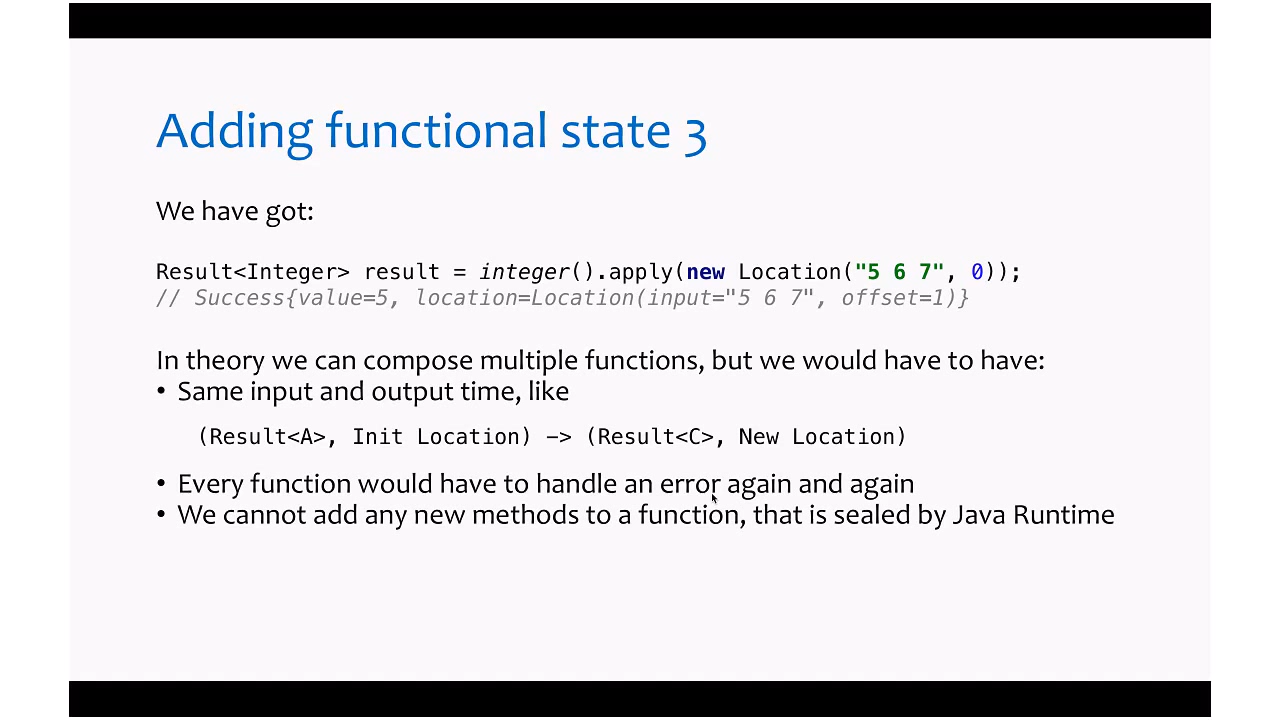 Adding functional state 3
We have got:
Result<Integer> result = integer().apply(new Location("5 6 7", 0));
// Success{value=5, location=Location(input="5 6 7", offset=1)}
In theory we can compose multiple functions, but we would have to have:
• Same input and output time, like
(Result<A>, Init Location) –> (Result<C>, New Location)
• Every function would have to handle an error again and again
• We cannot add any new methods to a function, that is sealed by Java Runtime